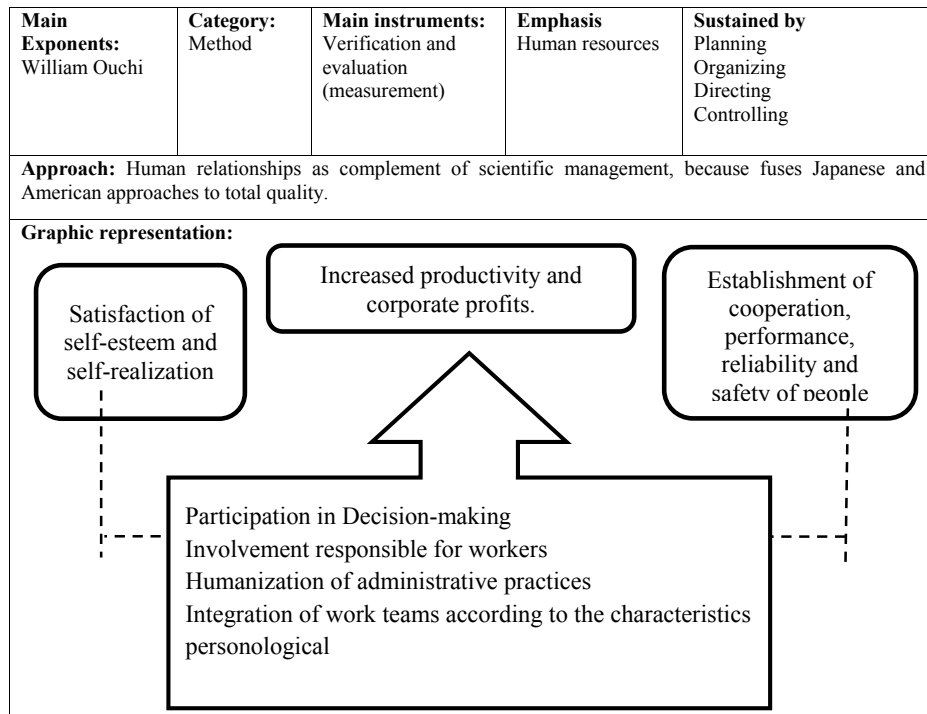 Main
Exponents:
William Ouchi
Category:
Method
Main instruments:
Verification and
evaluation
(measurement)
Emphasis
Human resources
Sustained by
Planning
Organizing
Directing
Controlling
Approach: Human relationships as complement of scientific management, because fuses Japanese and
American approaches to total quality.
Graphic representation:
Satisfaction of
self-esteem and
self-realization
Increased productivity and
corporate profits.
Establishment of
cooperation,
performance,
reliability and
safety of people
Participation in Decision-making
Involvement responsible for workers
Humanization of administrative practices
Integration of work teams according to the characteristics
personological